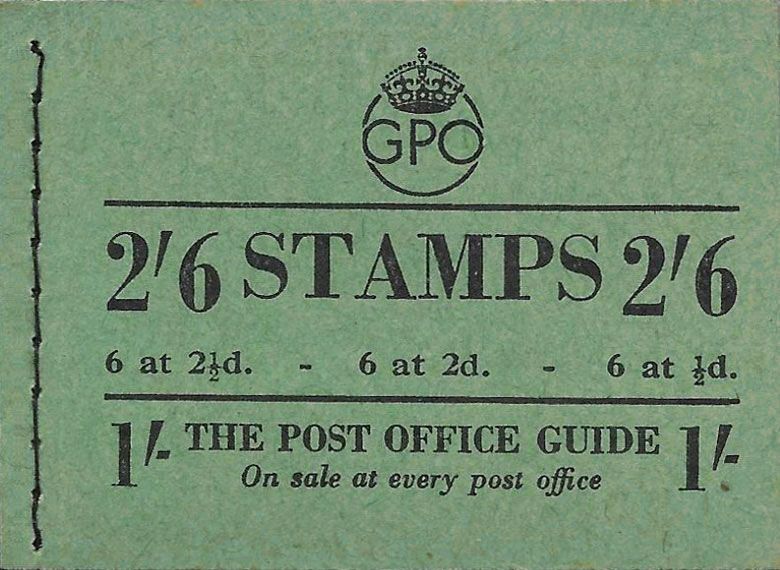 GPO
2/6 STAMPS 2/6
6 at 2½d. - 6 at 2d. - 6 at ½d.
1/- THE POST OFFICE GUIDE 1/-
On sale at every post office